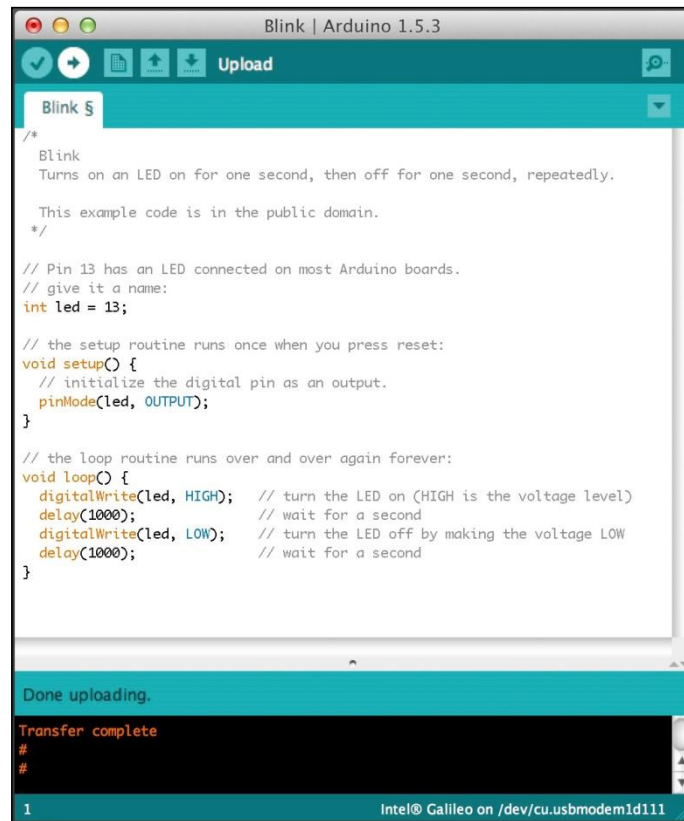 Blink | Arduino 1.5.3
Upload
Blink §
/*
  Blink
  Turns on an LED on for one second, then off for one second, repeatedly.

  This example code is in the public domain.
 */

// Pin 13 has an LED connected on most Arduino boards.
// give it a name:
int led = 13;

// the setup routine runs once when you press reset:
void setup() {
  // initialize the digital pin as an output.
  pinMode(led, OUTPUT);
}

// the loop routine runs over and over again forever:
void loop() {
  digitalWrite(led, HIGH);   // turn the LED on (HIGH is the voltage level)
  delay(1000);               // wait for a second
  digitalWrite(led, LOW);    // turn the LED off by making the voltage LOW
  delay(1000);               // wait for a second
}
Done uploading.
Transfer complete
#
#
1 Intel® Galileo on /dev/cu.usbmodem1d111